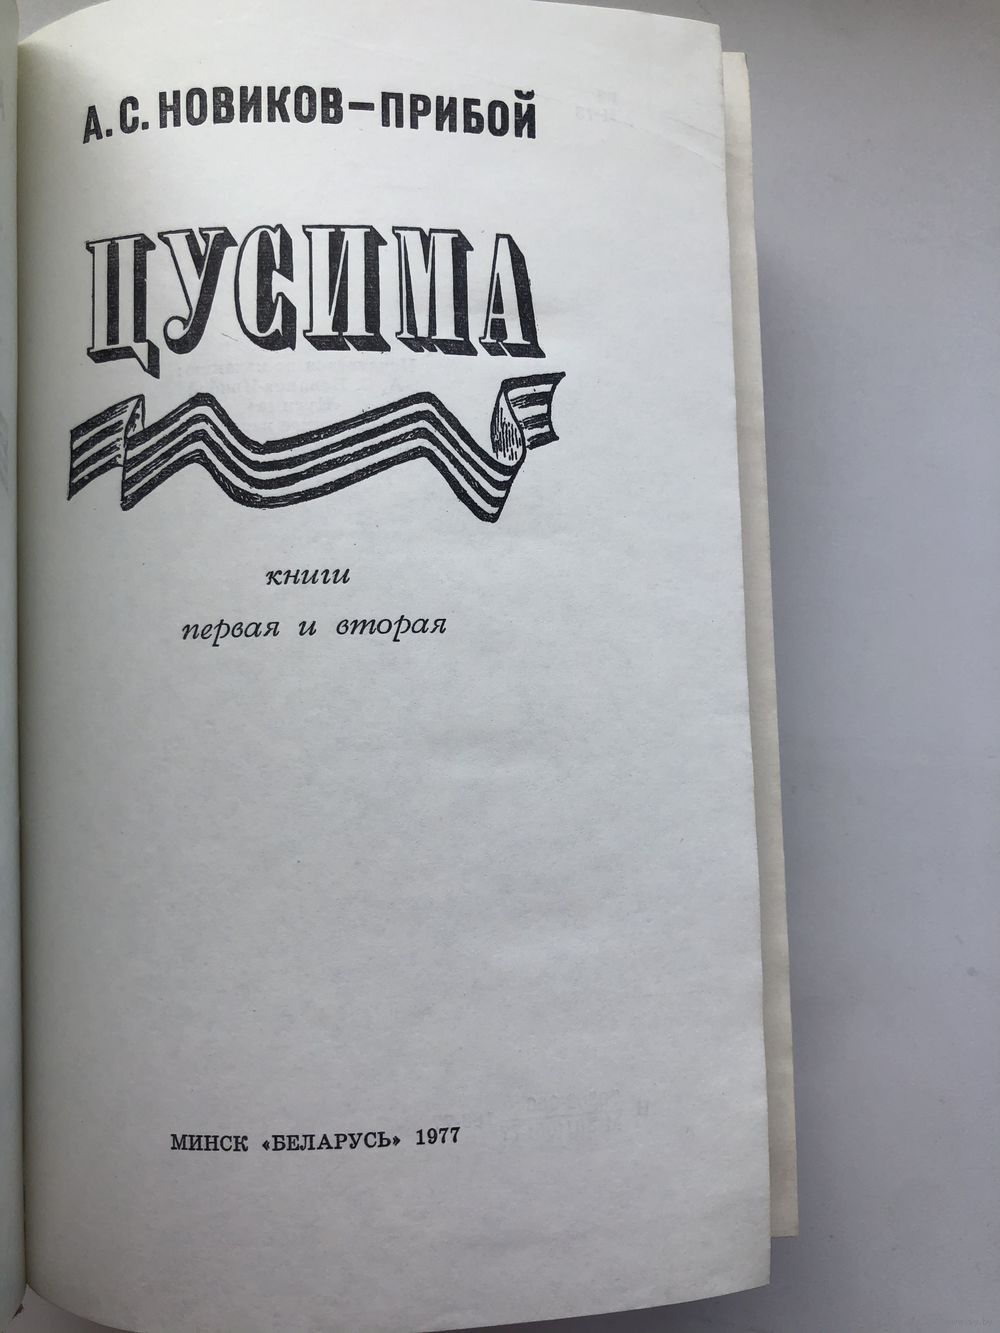 А. С. НОВИКОВ—ПРИБОЙ
ЦУСИМА
книги
первая и вторая
МИНСК «БЕЛАРУСЬ» 1977